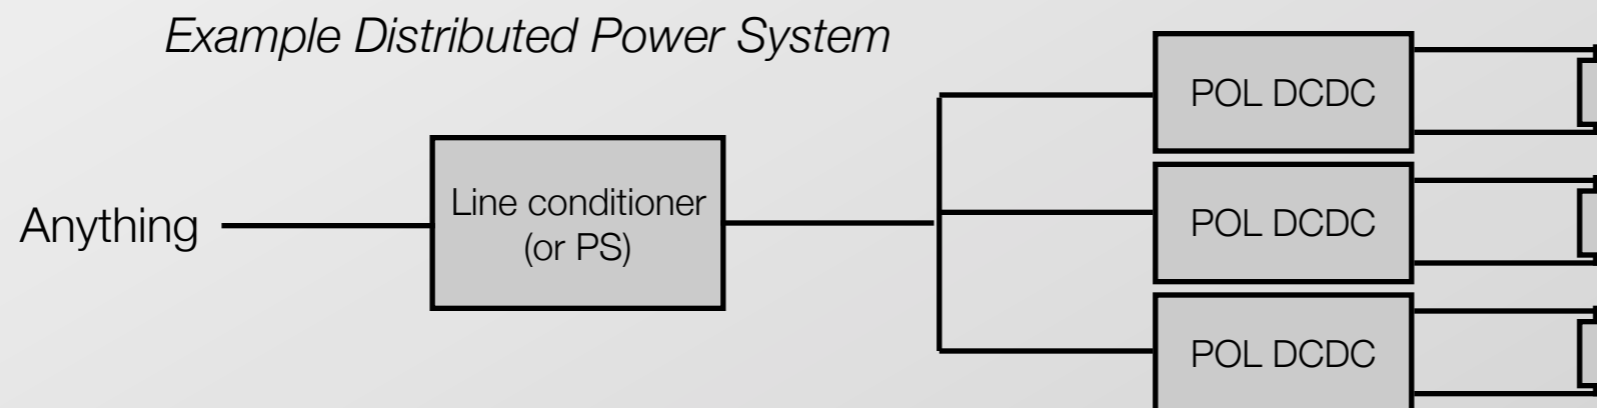 Example Distributed Power System
Anything
Line conditioner
(or PS)
POL DCDC
POL DCDC
POL DCDC